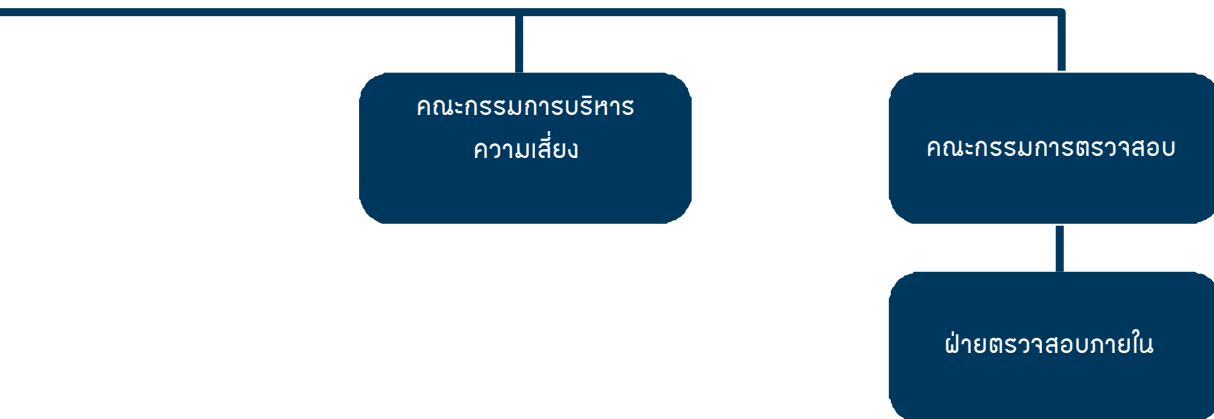 คณะกรรมการบริหาร
ความเสี่ยง
คณะกรรมการตรวจสอบ
ฝ่ายตรวจสอบภายใน